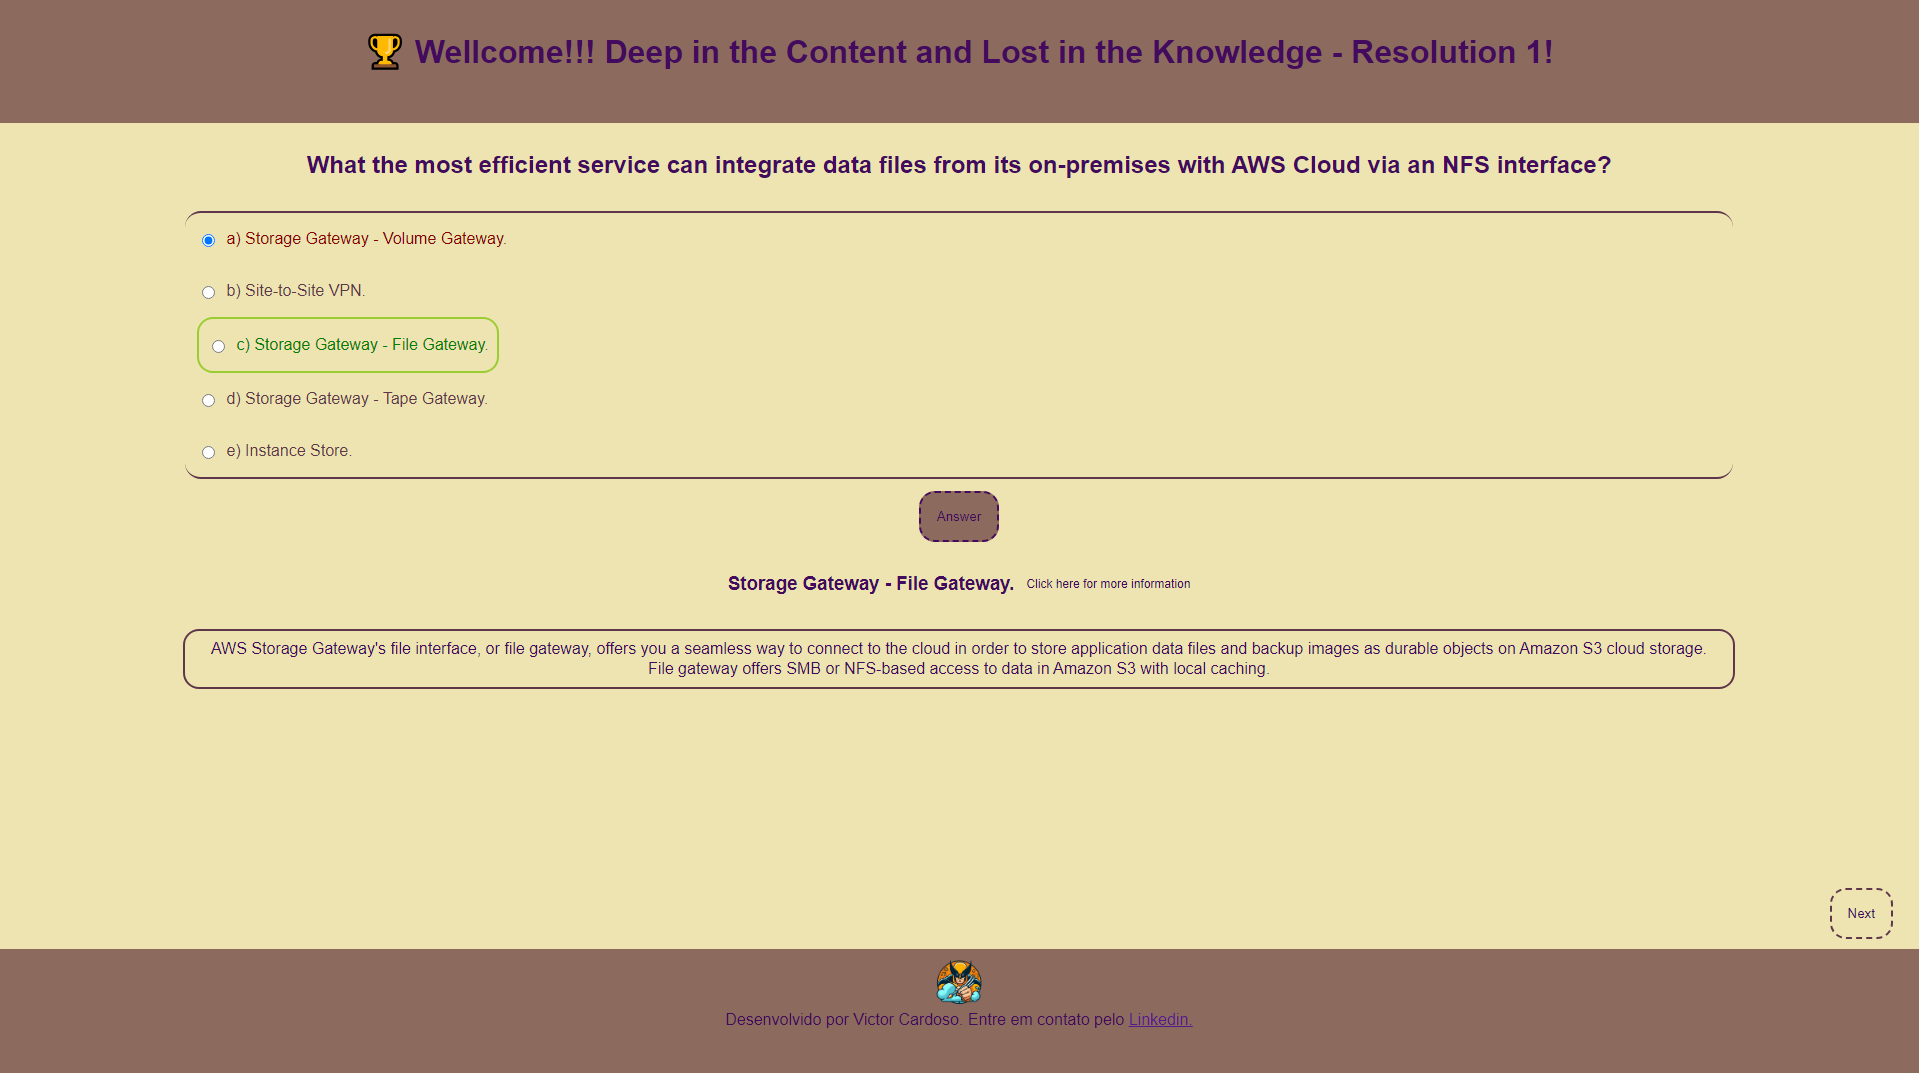 🏆 Wellcome!!! Deep in the Content and Lost in the Knowledge - Resolution 1!
What the most efficient service can integrate data files from its on-premises with AWS Cloud via an NFS interface?
a) Storage Gateway - Volume Gateway.
b) Site-to-Site VPN.
c) Storage Gateway - File Gateway.
d) Storage Gateway - Tape Gateway.
e) Instance Store.
Answer
Storage Gateway - File Gateway. Click here for more information
AWS Storage Gateway's file interface, or file gateway, offers you a seamless way to connect to the cloud in order to store application data files and backup images as durable objects on Amazon S3 cloud storage.
File gateway offers SMB or NFS-based access to data in Amazon S3 with local caching.
Next
Desenvolvido por Victor Cardoso. Entre em contato pelo Linkedin.